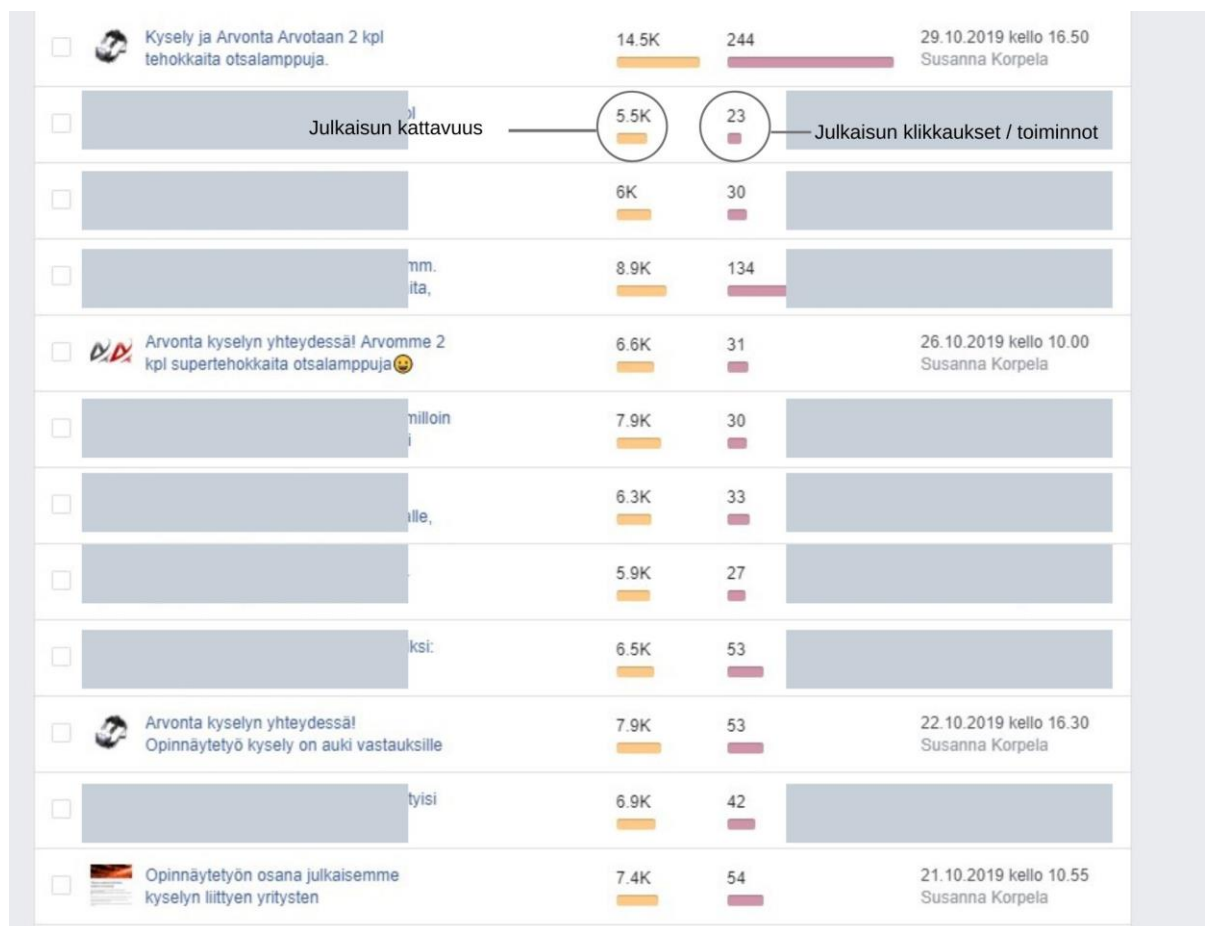 Kysely ja Arvonta Arvotaan 2 kpl
tehokkaita otsalamppuja.
14.5K 244
29.10.2019 kello 16.50
Susanna Korpela
Julkaisun kattavuus
5.5K 23
Julkaisun klikkaukset / toiminnot
6K 30
mm.
ita,
8.9K 134
Arvonta kyselyn yhteydessä! Arvomme 2
kpl supertehokkaita otsalamppuja😀
6.6K 31
26.10.2019 kello 10.00
Susanna Korpela
milloin
7.9K 30
6.3K 33
lle,
5.9K 27
ksi:
6.5K 53
Arvonta kyselyn yhteydessä!
Opinnäytetyö kysely on auki vastauksille
7.9K 53
22.10.2019 kello 16.30
Susanna Korpela
tyisi
6.9K 42
Opinnäytetyön osana julkaisemme
kyselyn liittyen yritysten
7.4K 54
21.10.2019 kello 10.55
Susanna Korpela